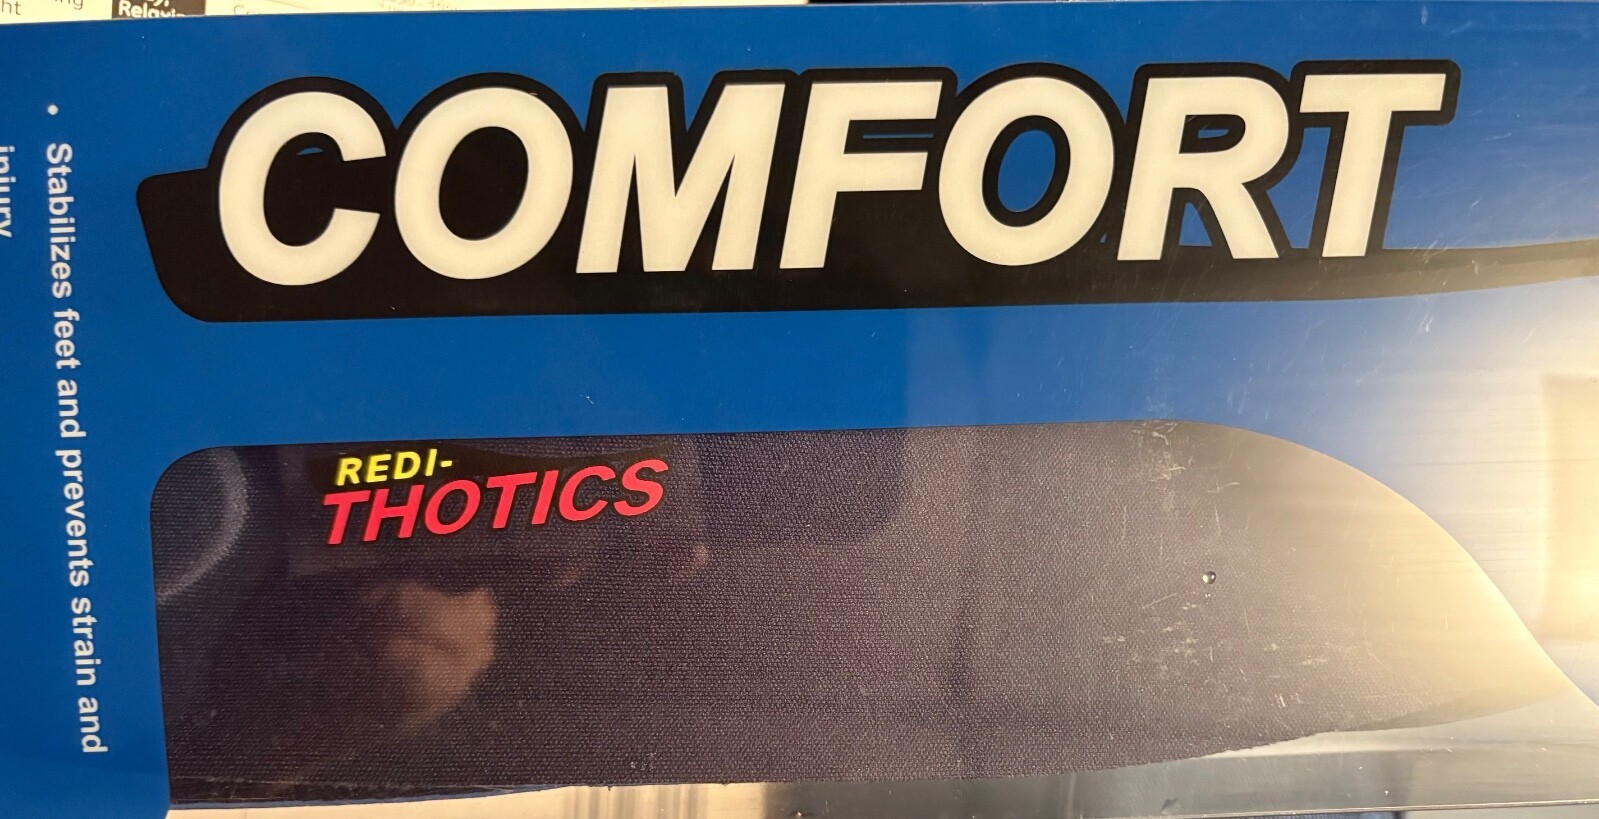 COMFORT
REDI-
THOTICS
• Stabilizes feet and prevents strain and
injury